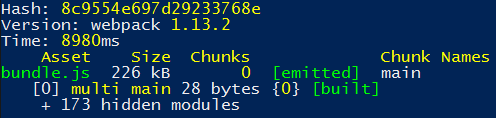 Hash: 8c9554e697d29233768e
Version: webpack 1.13.2
Time: 8980ms
Asset Size Chunks Chunk Names
bundle.js 226 kB 0 [emitted] main
[0] multi main 28 bytes {0} [built]
+ 173 hidden modules